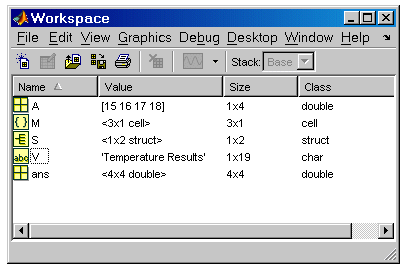 Workspace
File Edit View Graphics Debug Desktop Window Help
Stack: Base
Name Value Size Class
A [15 16 17 18] 1x4 double
{} M <3x1 cell> 3x1 cell
S <1x2 struct> 1x2 struct
abc V 'Temperature Results' 1x19 char
ans <4x4 double> 4x4 double